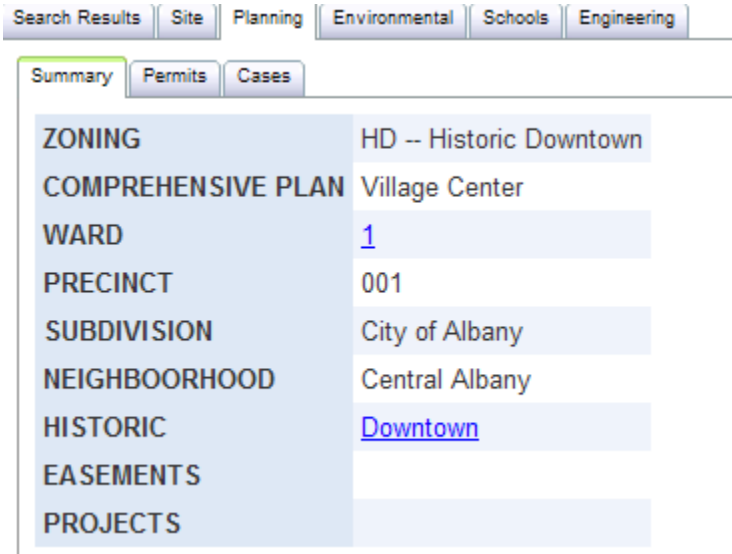 Search Results Site Planning Environmental Schools Engineering
Summary Permits Cases
ZONING HD -- Historic Downtown
COMPREHENSIVE PLAN Village Center
WARD 1
PRECINCT 001
SUBDIVISION City of Albany
NEIGHBOORHOOD Central Albany
HISTORIC Downtown
EASEMENTS
PROJECTS